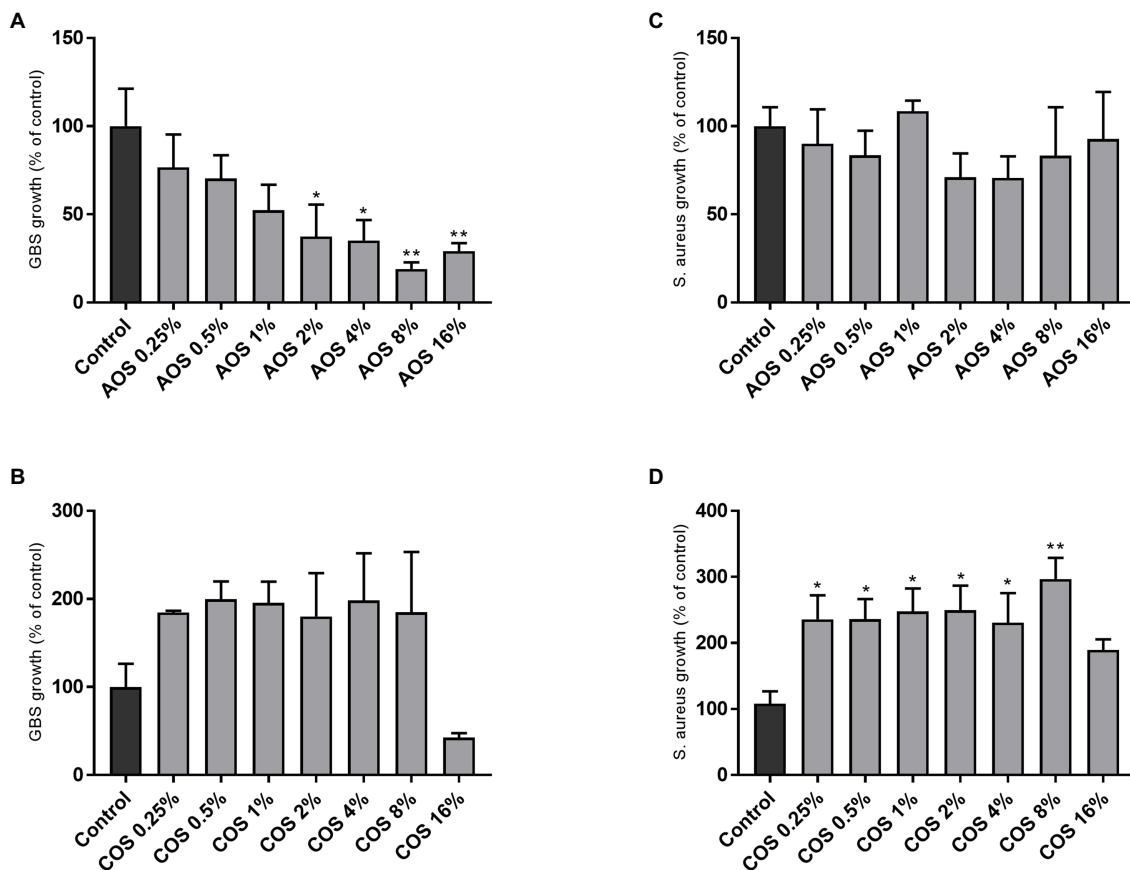 A
GBS growth (% of control)
150
100
50
0
*
*
**
**
Control
AOS 0.25%
AOS 0.5%
AOS 1%
AOS 2%
AOS 4%
AOS 8%
AOS 16%
C
S. aureus growth (% of control)
150
100
50
0
Control
AOS 0.25%
AOS 0.5%
AOS 1%
AOS 2%
AOS 4%
AOS 8%
AOS 16%
B
GBS growth (% of control)
300
200
100
0
Control
COS 0.25%
COS 0.5%
COS 1%
COS 2%
COS 4%
COS 8%
COS 16%
D
S. aureus growth (% of control)
400
300
200
100
0
*
*
*
*
*
**
Control
COS 0.25%
COS 0.5%
COS 1%
COS 2%
COS 4%
COS 8%
COS 16%